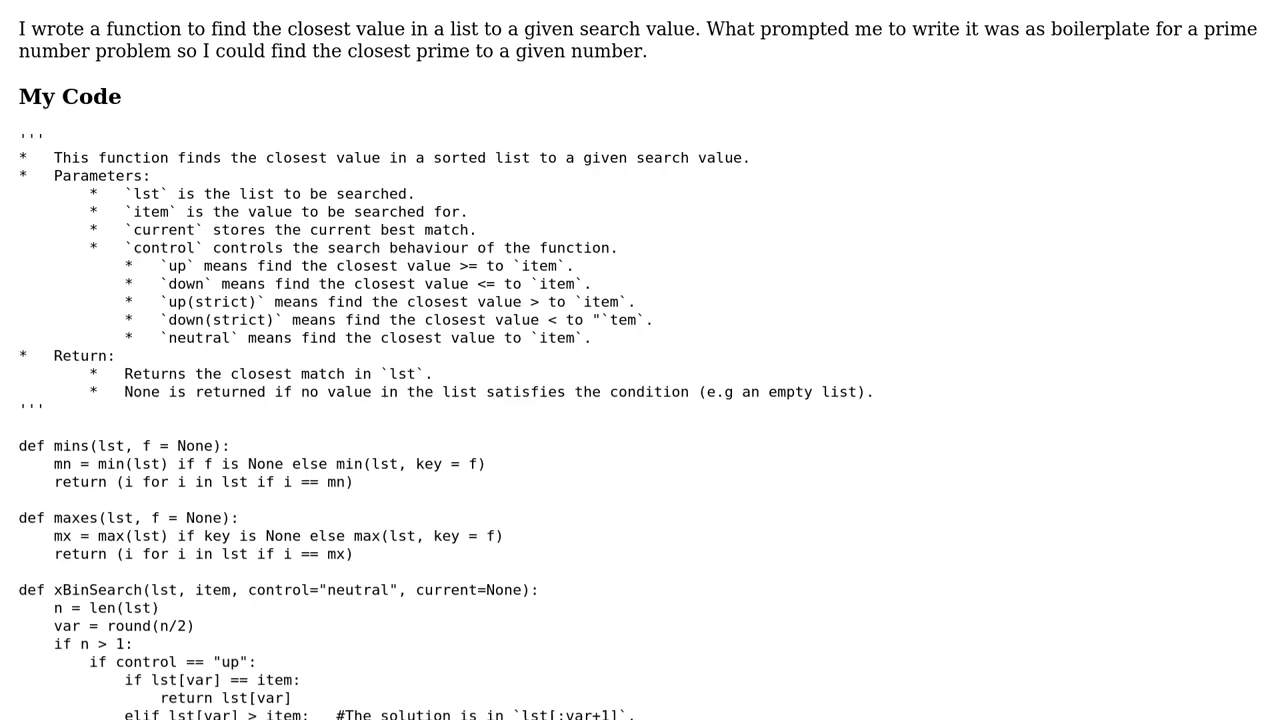 I wrote a function to find the closest value in a list to a given search value. What prompted me to write it was as boilerplate for a prime
number problem so I could find the closest prime to a given number.
My Code
'''
*   This function finds the closest value in a sorted list to a given search value.
*   Parameters:
        *   `lst` is the list to be searched.
        *   `item` is the value to be searched for.
        *   `current` stores the current best match.
        *   `control` controls the search behaviour of the function.
            *   `up` means find the closest value >= to `item`.
            *   `down` means find the closest value <= to `item`.
            *   `up(strict)` means find the closest value > to `item`.
            *   `down(strict)` means find the closest value < to "`tem`.
            *   `neutral` means find the closest value to `item`.
*   Return:
        *   Returns the closest match in `lst`.
        *   None is returned if no value in the list satisfies the condition (e.g an empty list).
'''
def mins(lst, f = None):
    mn = min(lst) if f is None else min(lst, key = f)
    return (i for i in lst if i == mn)
def maxes(lst, f = None):
    mx = max(lst) if key is None else max(lst, key = f)
    return (i for i in lst if i == mx)
def xBinSearch(lst, item, control="neutral", current=None):
    n = len(lst)
    var = round(n/2)
    if n > 1:
        if control == "up":
            if lst[var] == item:
                return lst[var]
            elif lst[var] > item:   #The solution is in `lst[:var+1]`.